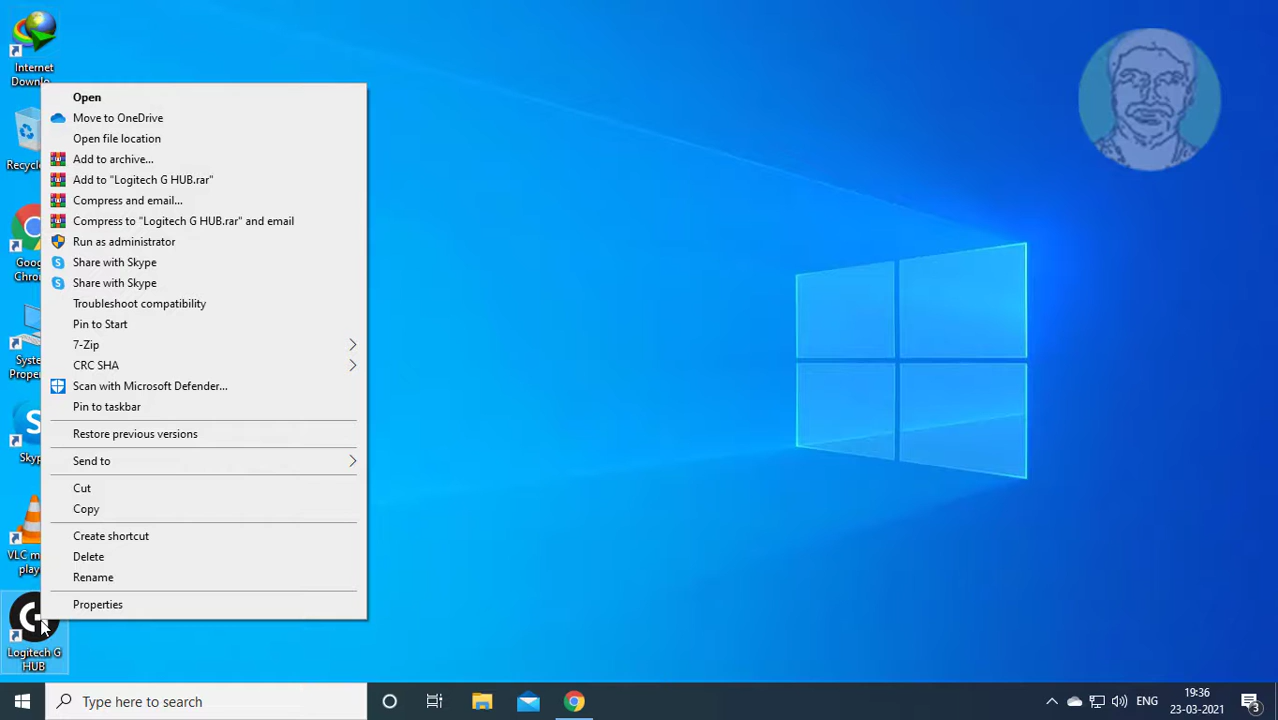 Internet
Downlo
Recycle
Goog
Chro
Syste
Prope
Skyp
VLC m
play
Logitech G
HUB
Open
Move to OneDrive
Open file location
Add to archive...
Add to "Logitech G HUB.rar"
Compress and email...
Compress to "Logitech G HUB.rar" and email
Run as administrator
Share with Skype
Share with Skype
Troubleshoot compatibility
Pin to Start
7-Zip
CRC SHA
Scan with Microsoft Defender...
Pin to taskbar
Restore previous versions
Send to
Cut
Copy
Create shortcut
Delete
Rename
Properties
Type here to search
ENG
19:36
23-03-2021
3